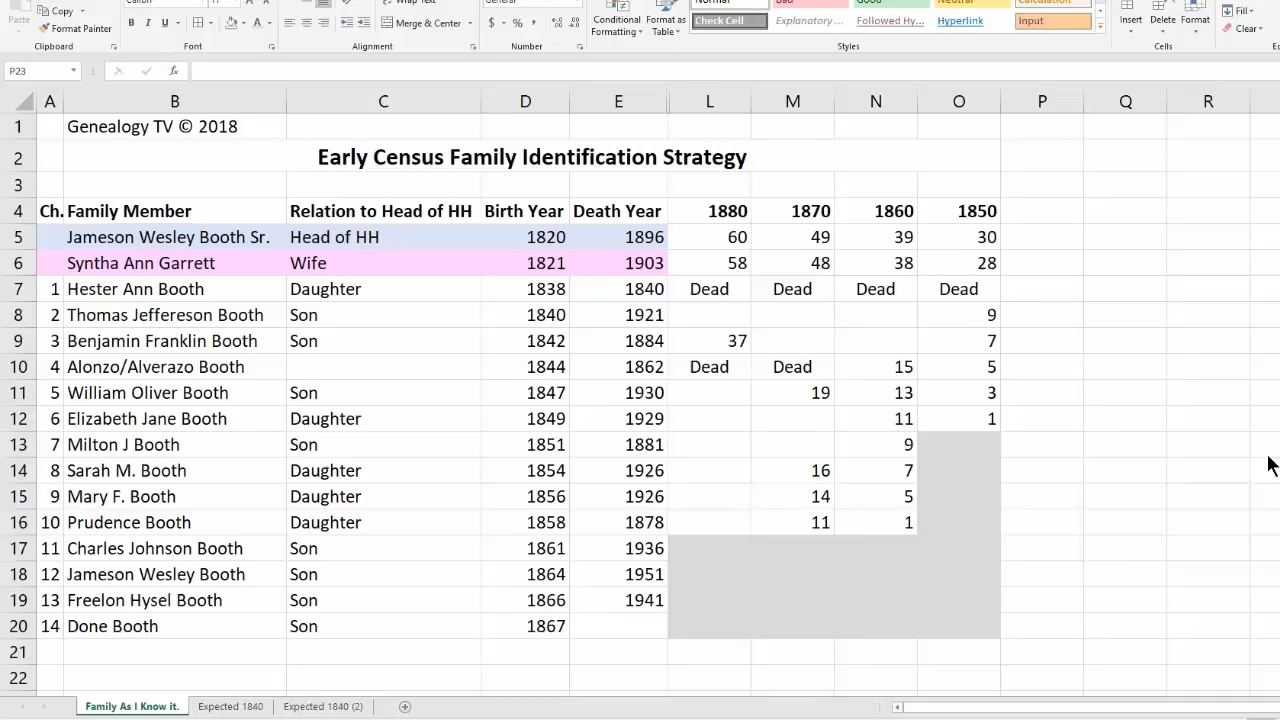 Copy
Wrap Text
General
Normal
Bad
Good
Neutral
Calculation
Paste
Format Painter
B I U
A
Merge & Center
$ % ,
Conditional Formatting
Format as Table
Check Cell
Explanatory ...
Followed Hy...
Hyperlink
Input
Insert
Delete
Format
Fill
Clear
Clipboard
Font
Alignment
Number
Styles
Cells
P23
fx
A B C D E L M N O P Q R
1 Genealogy TV © 2018
2 Early Census Family Identification Strategy
3
4 Ch. Family Member Relation to Head of HH Birth Year Death Year 1880 1870 1860 1850
5 Jameson Wesley Booth Sr. Head of HH 1820 1896 60 49 39 30
6 Syntha Ann Garrett Wife 1821 1903 58 48 38 28
7 1 Hester Ann Booth Daughter 1838 1840 Dead Dead Dead Dead
8 2 Thomas Jeffereson Booth Son 1840 1921 9
9 3 Benjamin Franklin Booth Son 1842 1884 37 7
10 4 Alonzo/Alverazo Booth 1844 1862 Dead Dead 15 5
11 5 William Oliver Booth Son 1847 1930 19 13 3
12 6 Elizabeth Jane Booth Daughter 1849 1929 11 1
13 7 Milton J Booth Son 1851 1881 9
14 8 Sarah M. Booth Daughter 1854 1926 16 7
15 9 Mary F. Booth Daughter 1856 1926 14 5
16 10 Prudence Booth Daughter 1858 1878 11 1
17 11 Charles Johnson Booth Son 1861 1936
18 12 Jameson Wesley Booth Son 1864 1951
19 13 Freelon Hysel Booth Son 1866 1941
20 14 Done Booth Son 1867
21
22
Family As I Know it. Expected 1840 Expected 1840 (2)